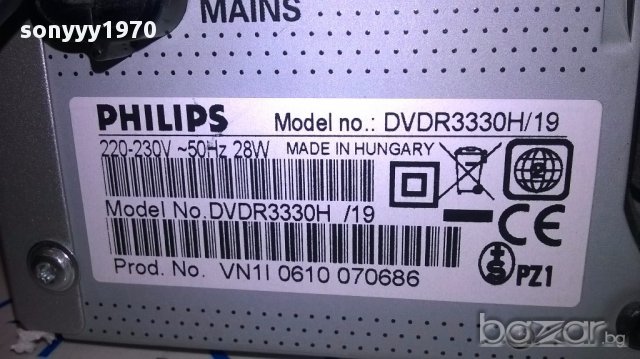 sonyyy1970
MAINS
PHILIPS Model no.: DVDR3330H/19
220-230V ~50Hz 28W MADE IN HUNGARY
2
Model No.DVDR3330H /19
CE
Prod. No. VN1I 0610 070686
S
PZ1
bazar.bg